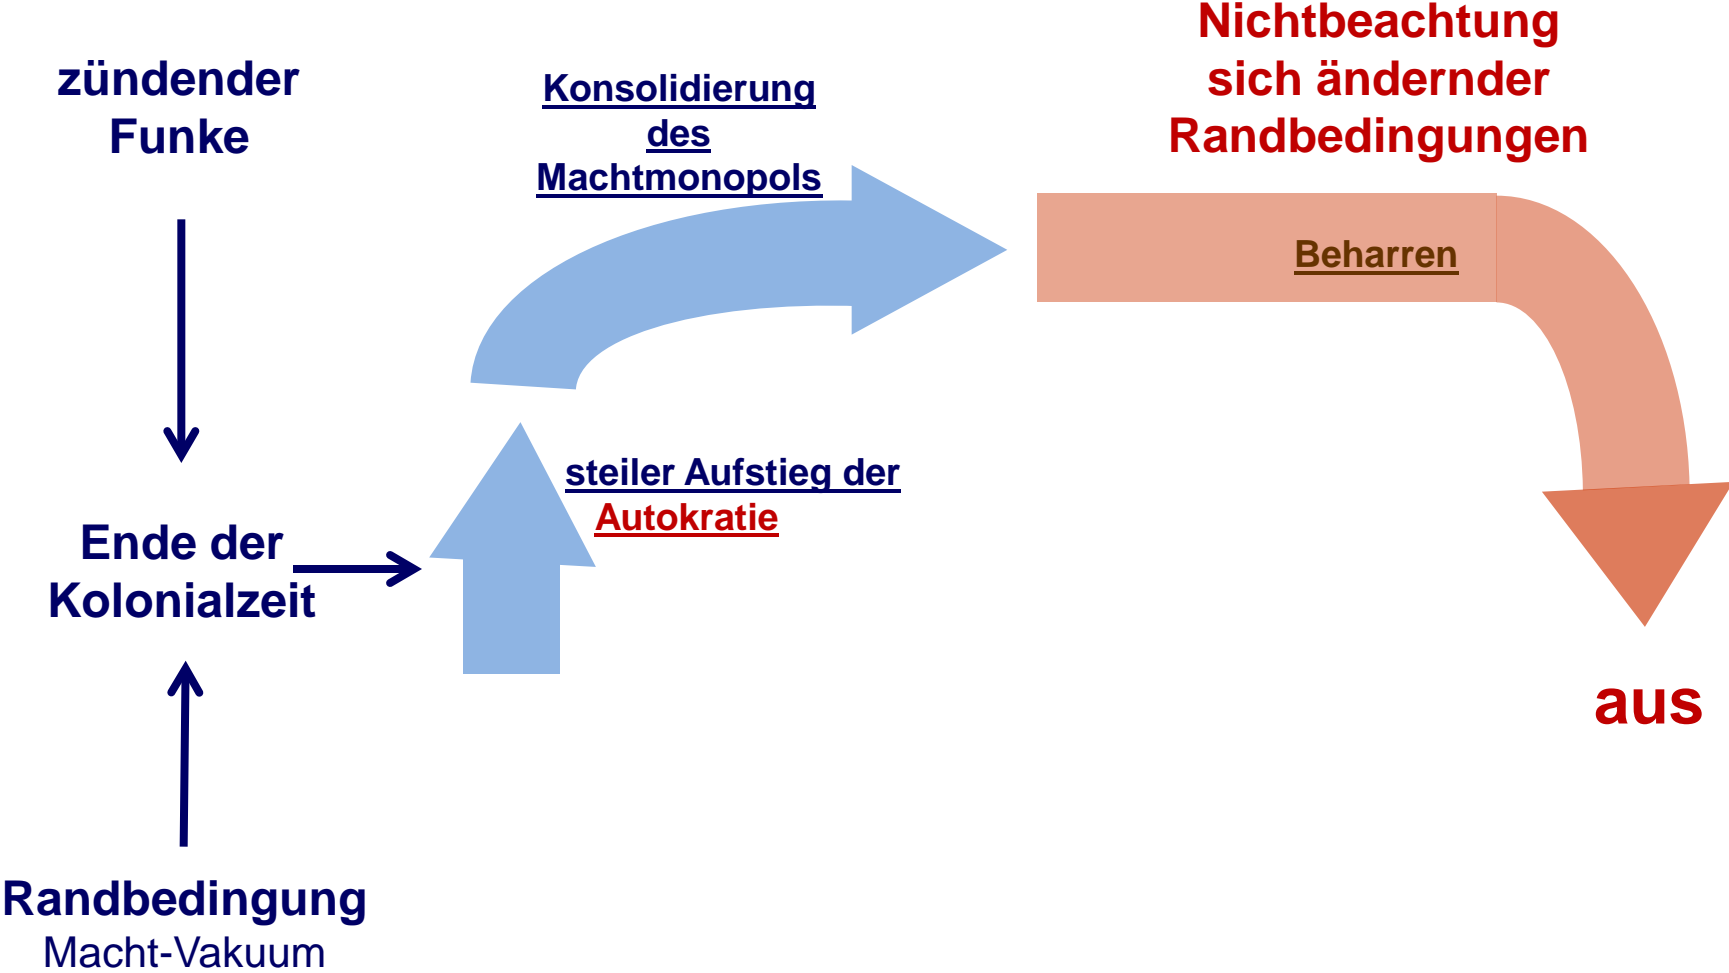 zündender
Funke
Konsolidierung
des
Machtmonopols
Nichtbeachtung
sich ändernder
Randbedingungen
Beharren
steiler Aufstieg der
Autokratie
Ende der
Kolonialzeit
aus
Randbedingung
Macht-Vakuum